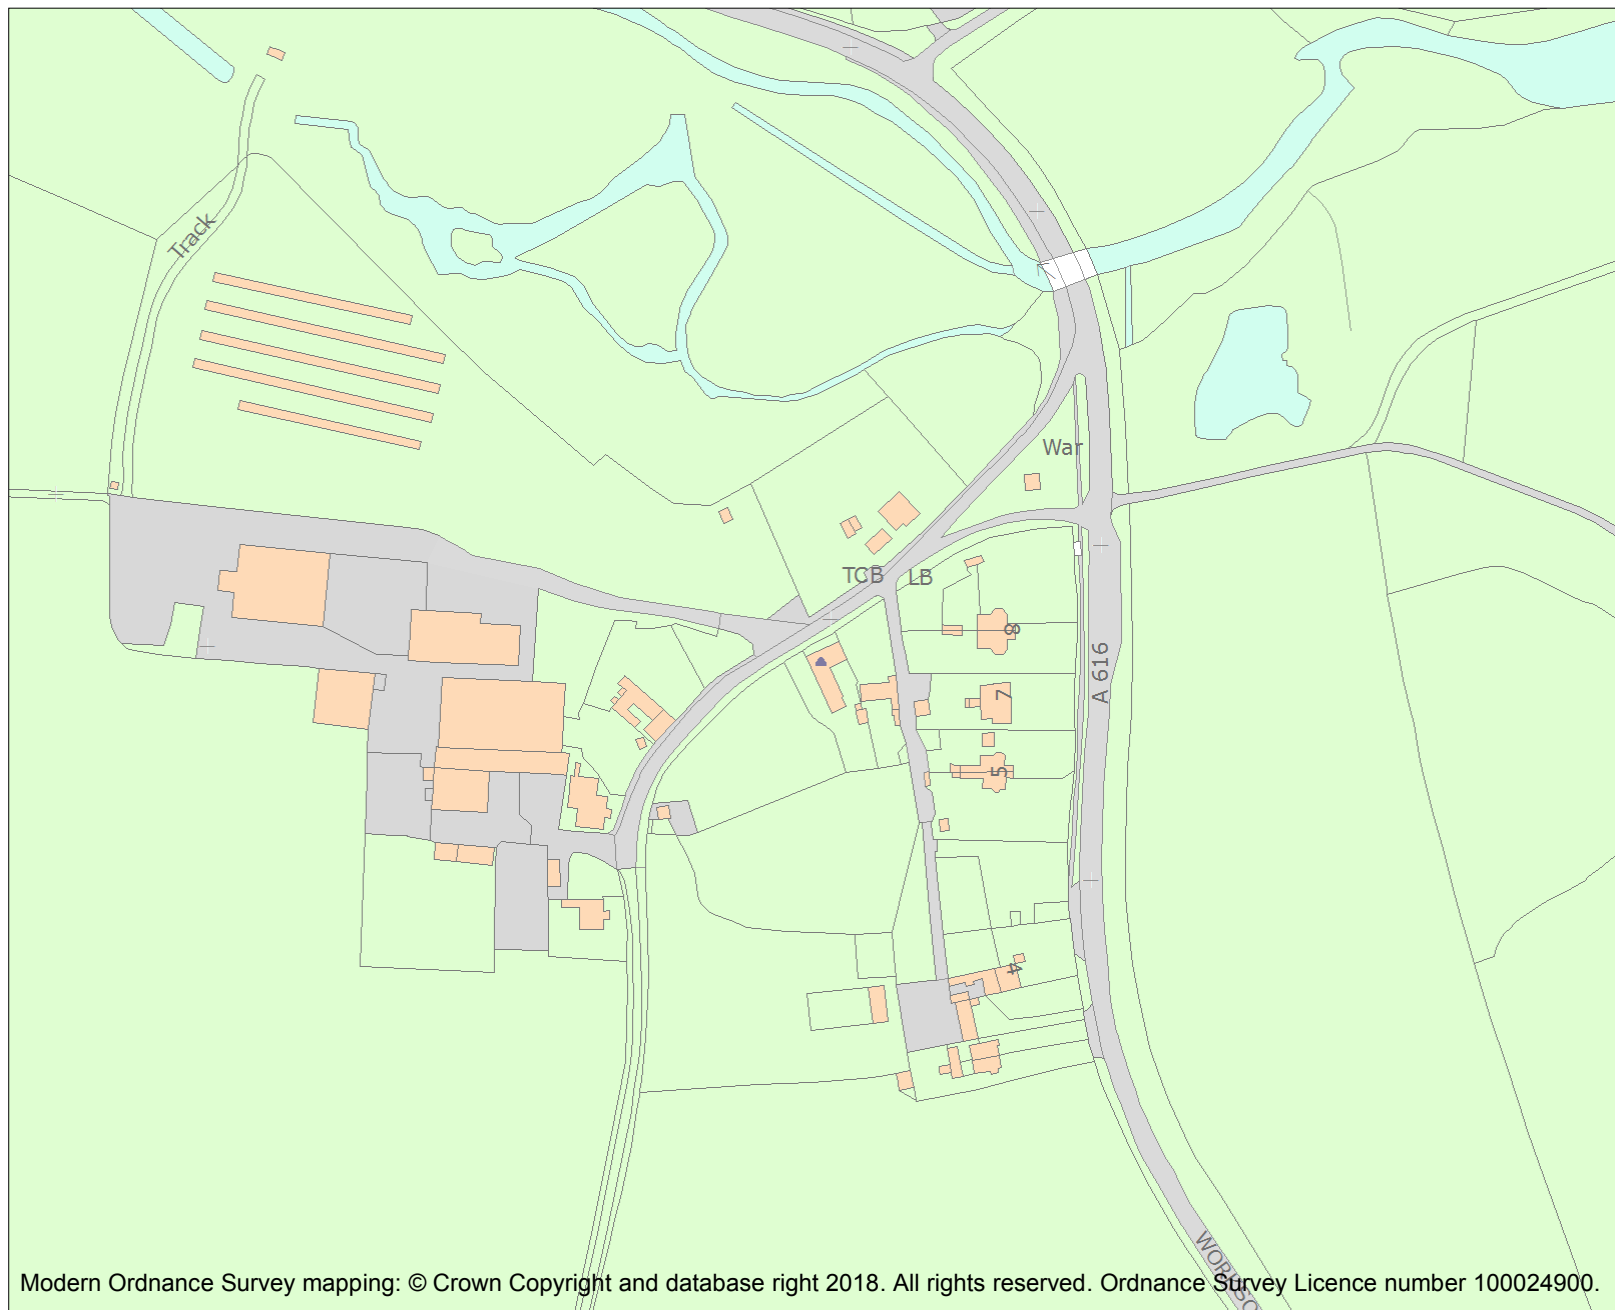 Track
War
TCB
LB
8
A 616
7
5
4
Modern Ordnance Survey mapping: © Crown Copyright and database right 2018. All rights reserved. Ordnance Survey Licence number 100024900.